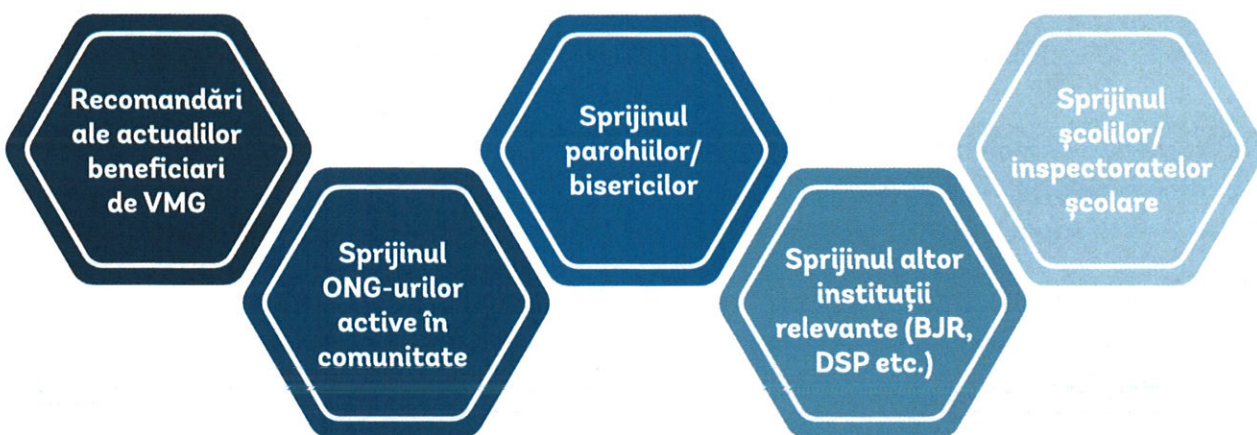 Recomandări
ale actualilor
beneficiari
de VMG
Sprijinul
ONG-urilor
active în
comunitate
Sprijinul
parohiilor/
bisericilor
Sprijinul altor
instituții
relevante (BJR,
DSP etc.)
Sprijinul
școlilor/
inspectoratelor
școlare